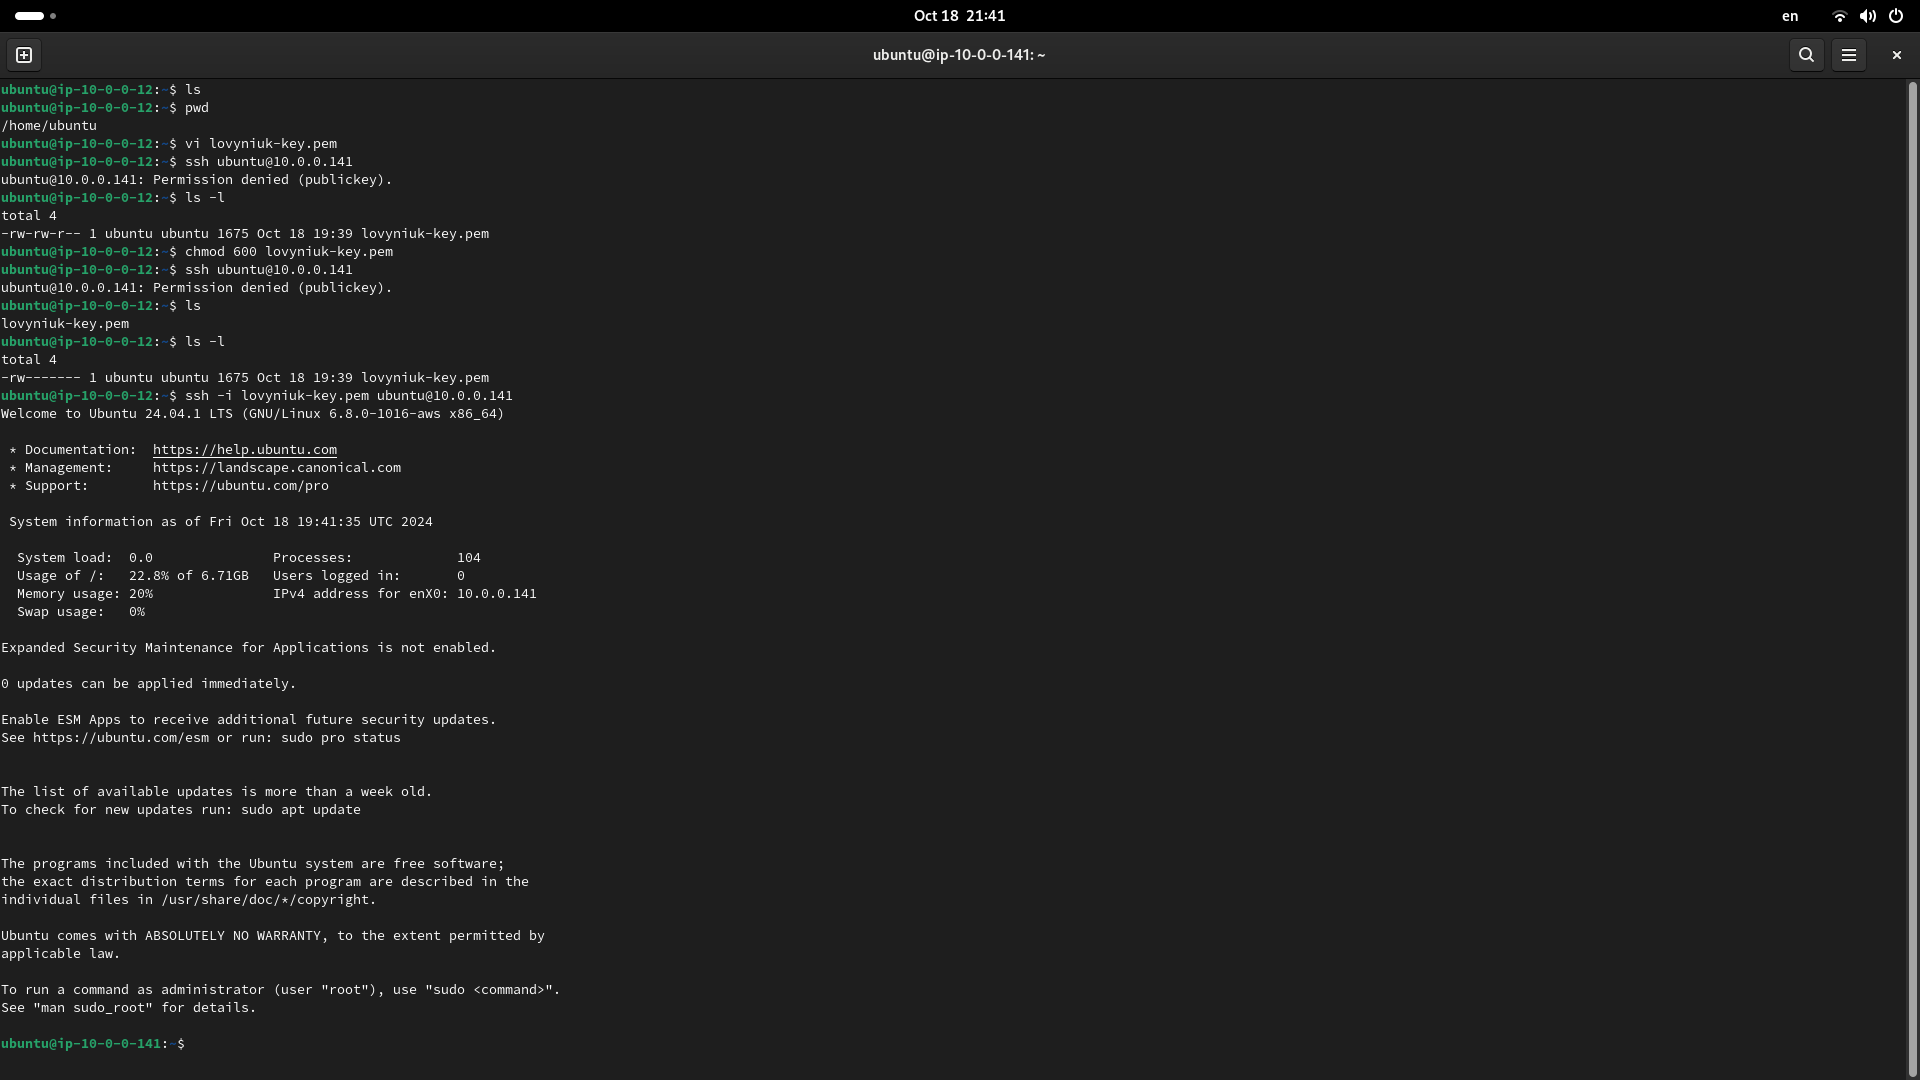 Oct 18 21:41
en
ubuntu@ip-10-0-0-141: ~
ubuntu@ip-10-0-0-12:~$ ls
ubuntu@ip-10-0-0-12:~$ pwd
/home/ubuntu
ubuntu@ip-10-0-0-12:~$ vi lovyniuk-key.pem
ubuntu@ip-10-0-0-12:~$ ssh ubuntu@10.0.0.141
ubuntu@10.0.0.141: Permission denied (publickey).
ubuntu@ip-10-0-0-12:~$ ls -l
total 4
-rw-rw-r-- 1 ubuntu ubuntu 1675 Oct 18 19:39 lovyniuk-key.pem
ubuntu@ip-10-0-0-12:~$ chmod 600 lovyniuk-key.pem
ubuntu@ip-10-0-0-12:~$ ssh ubuntu@10.0.0.141
ubuntu@10.0.0.141: Permission denied (publickey).
ubuntu@ip-10-0-0-12:~$ ls
lovyniuk-key.pem
ubuntu@ip-10-0-0-12:~$ ls -l
total 4
-rw------- 1 ubuntu ubuntu 1675 Oct 18 19:39 lovyniuk-key.pem
ubuntu@ip-10-0-0-12:~$ ssh -i lovyniuk-key.pem ubuntu@10.0.0.141
Welcome to Ubuntu 24.04.1 LTS (GNU/Linux 6.8.0-1016-aws x86_64)
* Documentation:  https://help.ubuntu.com
* Management:     https://landscape.canonical.com
* Support:        https://ubuntu.com/pro
System information as of Fri Oct 18 19:41:35 UTC 2024
System load:  0.0               Processes:             104
Usage of /:   22.8% of 6.71GB   Users logged in:       0
Memory usage: 20%               IPv4 address for enX0: 10.0.0.141
Swap usage:   0%
Expanded Security Maintenance for Applications is not enabled.
0 updates can be applied immediately.
Enable ESM Apps to receive additional future security updates.
See https://ubuntu.com/esm or run: sudo pro status
The list of available updates is more than a week old.
To check for new updates run: sudo apt update
The programs included with the Ubuntu system are free software;
the exact distribution terms for each program are described in the
individual files in /usr/share/doc/*/copyright.
Ubuntu comes with ABSOLUTELY NO WARRANTY, to the extent permitted by
applicable law.
To run a command as administrator (user "root"), use "sudo <command>".
See "man sudo_root" for details.
ubuntu@ip-10-0-0-141:~$